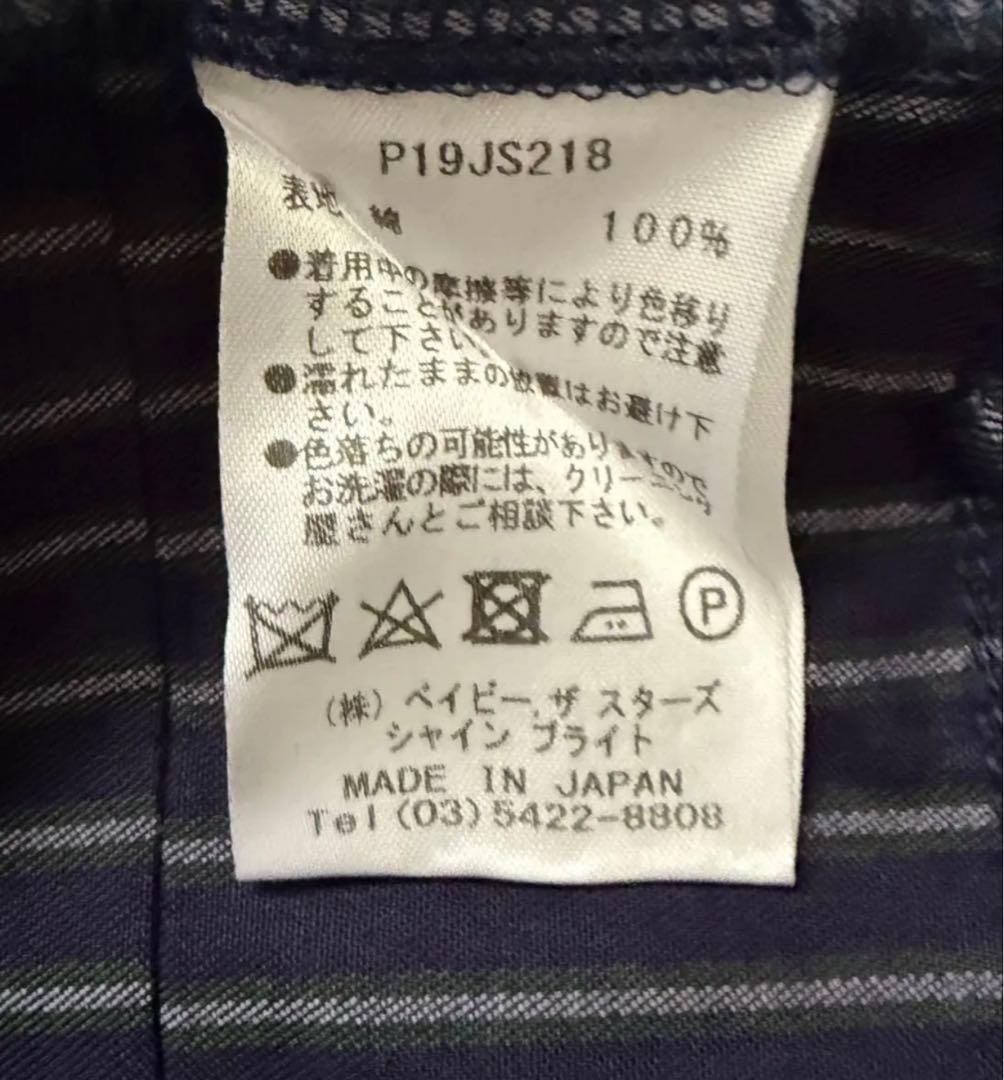 P19JS218
表地 綿 100%
●着用中の摩擦等により色移り
することがありますので注意
して下さい。
●濡れたままの放置はお避け下
さい。
●色落ちの可能性がありますので
お洗濯の際には、クリーニング
屋さんとご相談下さい。
P
(株) ベイビー,ザ スターズ
シャイン ブライト
MADE IN JAPAN
Tel (03)5422-8808